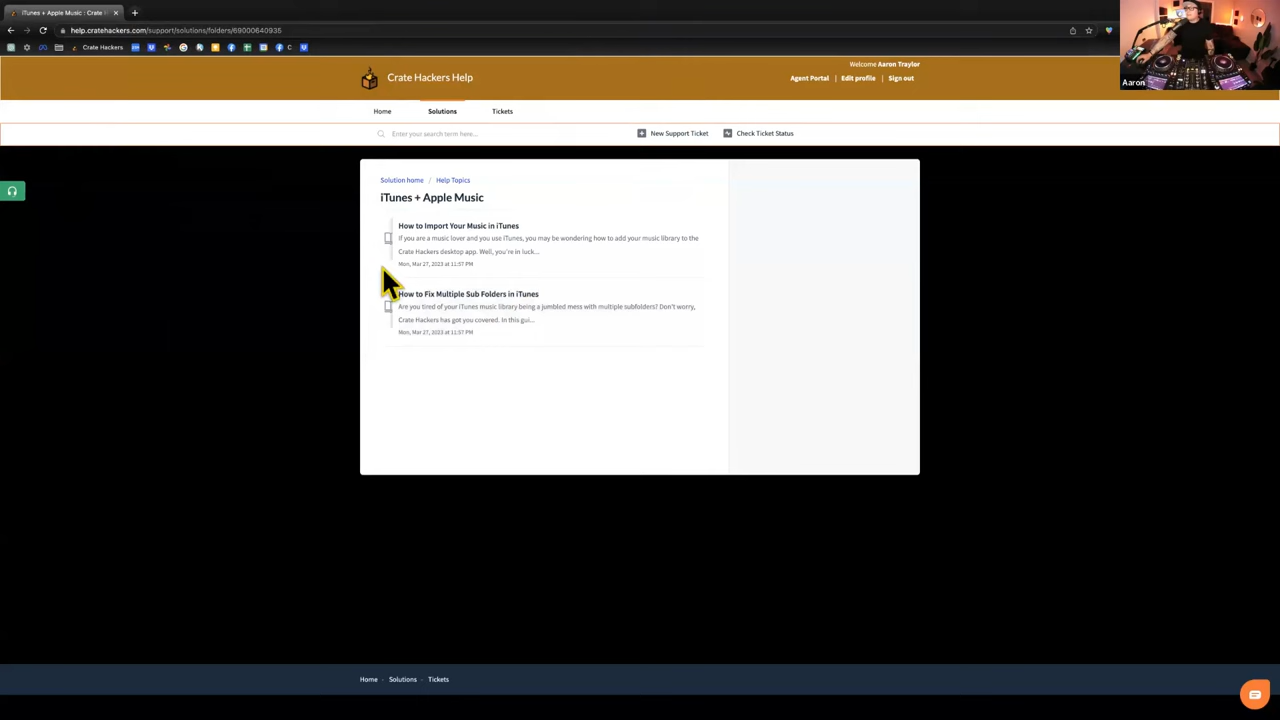 iTunes + Apple Music : Crate H
help.cratehackers.com/support/solutions/folders/69000640935
Crate Hackers
C
Aaron
Welcome Aaron Traylor
Crate Hackers Help
Agent Portal | Edit profile | Sign out
Home Solutions Tickets
Enter your search term here...
New Support Ticket
Check Ticket Status
Solution home / Help Topics
iTunes + Apple Music
How to Import Your Music in iTunes
If you are a music lover and you use iTunes, you may be wondering how to add your music library to the
Crate Hackers desktop app. Well, you're in luck...
Mon, Mar 27, 2023 at 11:57 PM
How to Fix Multiple Sub Folders in iTunes
Are you tired of your iTunes music library being a jumbled mess with multiple subfolders? Don't worry,
Crate Hackers has got you covered. In this gui...
Mon, Mar 27, 2023 at 11:57 PM
Home - Solutions - Tickets